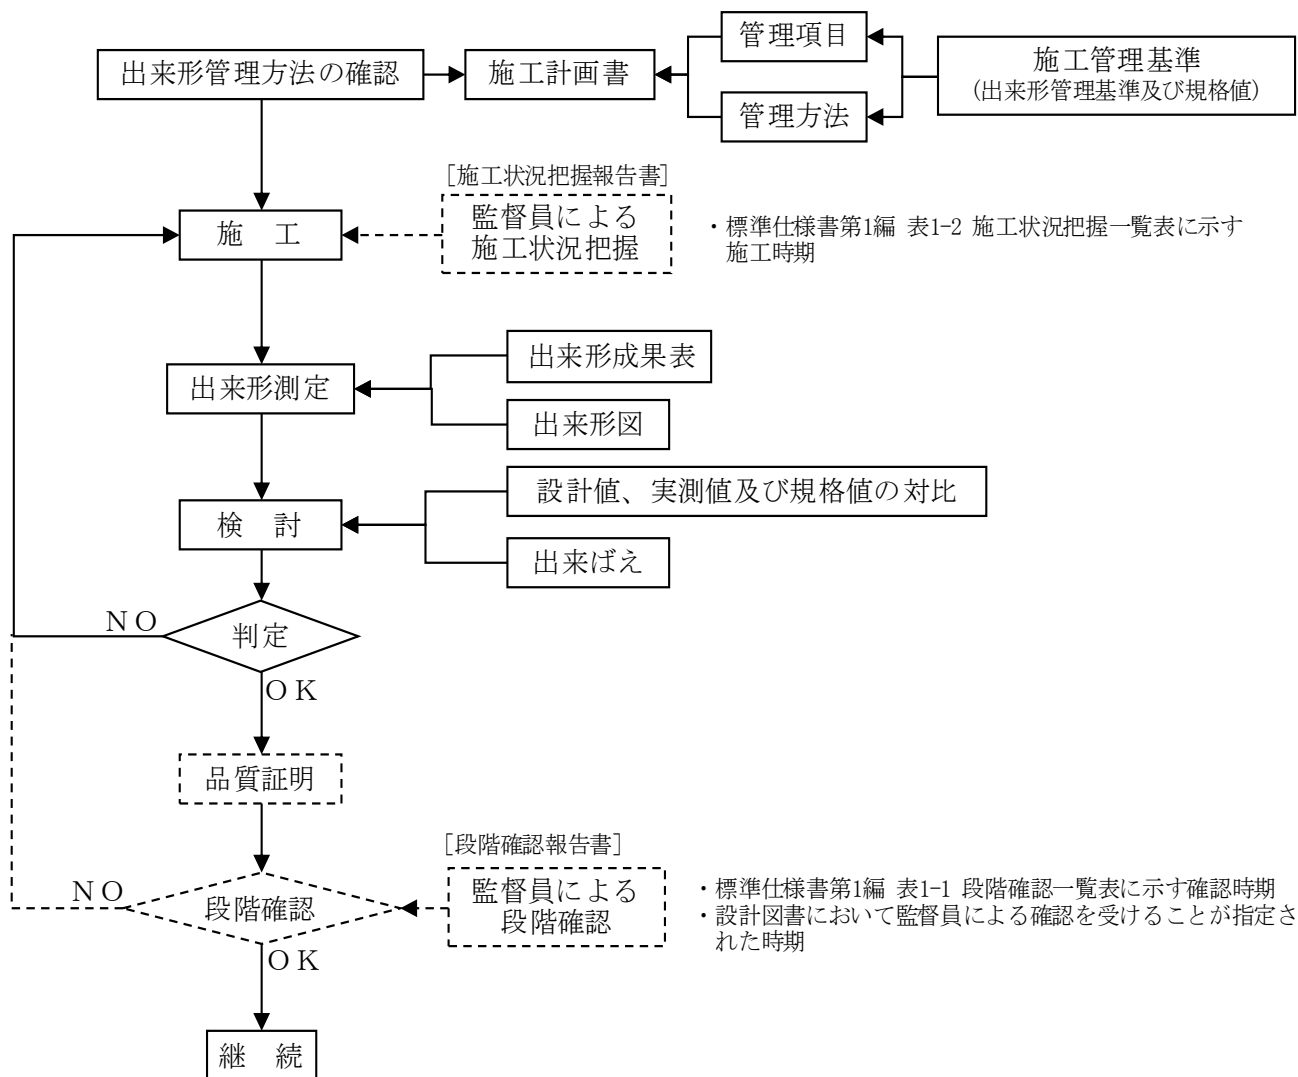 管理項目
出来形管理方法の確認
施工計画書
施工管理基準
(出来形管理基準及び規格値)
管理方法
[施工状況把握報告書]
監督員による
施工状況把握
施　工
・標準仕様書第1編 表1-2 施工状況把握一覧表に示す
施工時期
出来形成果表
出来形測定
出来形図
設計値、実測値及び規格値の対比
検　討
出来ばえ
NO
判定
OK
品質証明
[段階確認報告書]
NO
段階確認
監督員による
段階確認
・標準仕様書第1編 表1-1 段階確認一覧表に示す確認時期
・設計図書において監督員による確認を受けることが指定さ
れた時期
OK
継　続